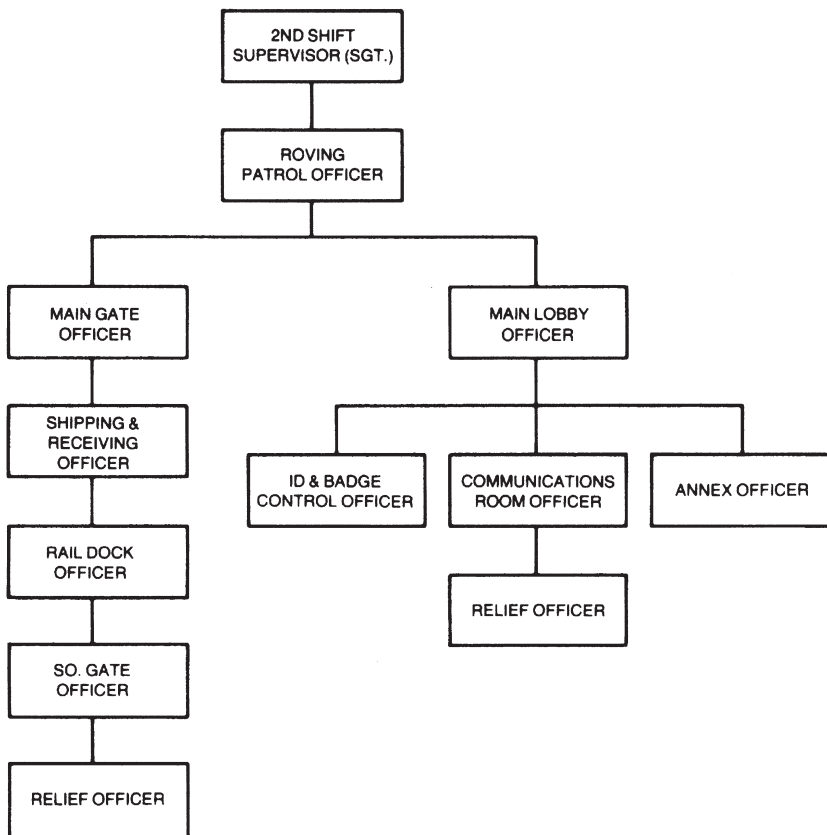 2ND SHIFT
SUPERVISOR (SGT.)
ROVING
PATROL OFFICER
MAIN GATE
OFFICER
MAIN LOBBY
OFFICER
SHIPPING &
RECEIVING
OFFICER
ID & BADGE
CONTROL OFFICER
COMMUNICATIONS
ROOM OFFICER
ANNEX OFFICER
RAIL DOCK
OFFICER
RELIEF OFFICER
SO. GATE
OFFICER
RELIEF OFFICER